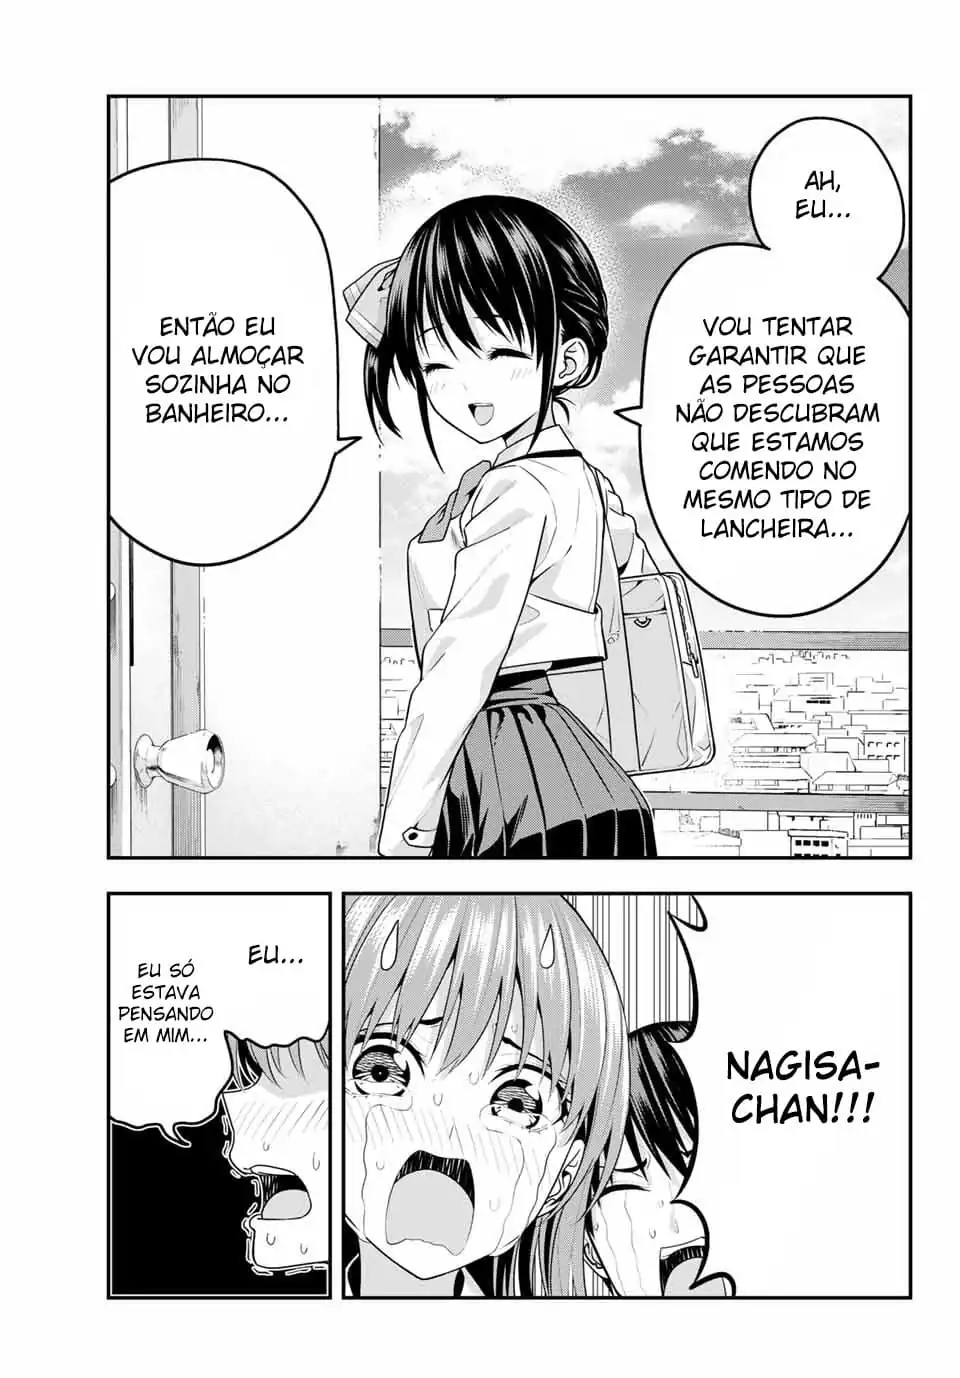 AH,
EU...
VOU TENTAR
GARANTIR QUE
AS PESSOAS
NÃO DESCUBRAM
QUE ESTAMOS
COMENDO NO
MESMO TIPO DE
LANCHEIRA...
ENTÃO EU
VOU ALMOÇAR
SOZINHA NO
BANHEIRO...
NAGISA-
CHAN!!!
EU...
EU SÓ
ESTAVA
PENSANDO
EM MIM...